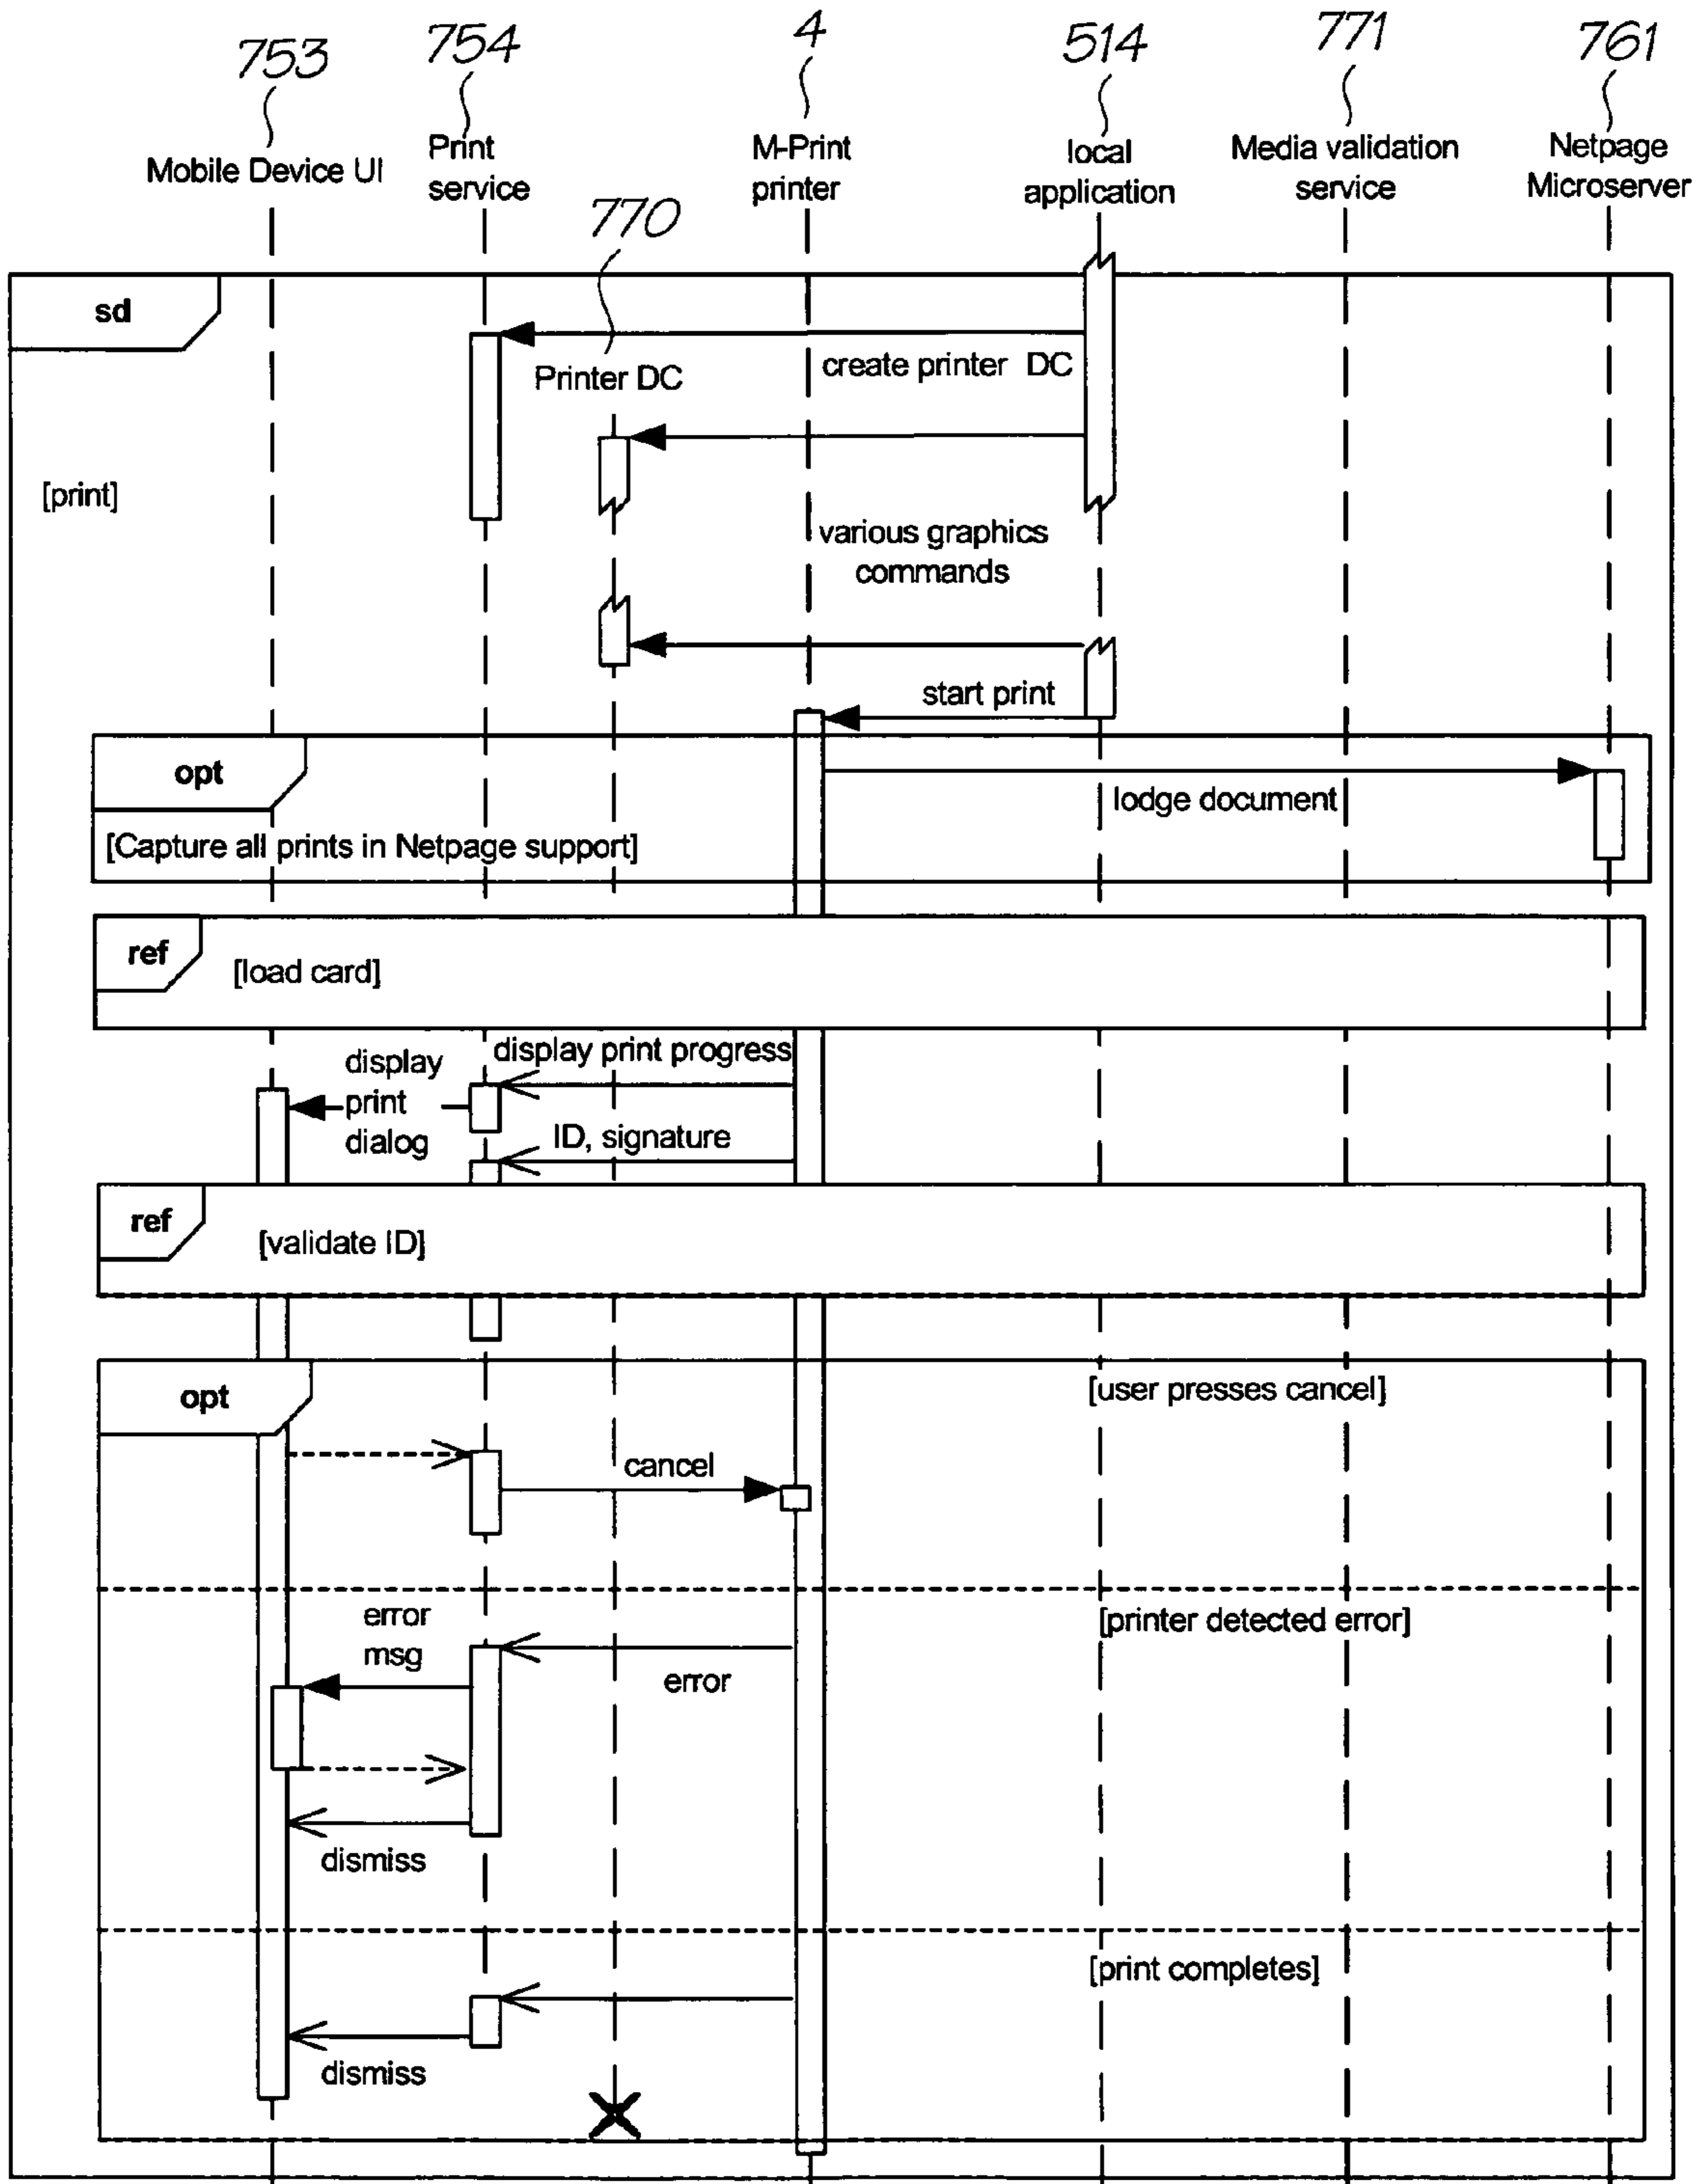 753
754
4
514
771
761
Mobile Device UI
Print
service
M-Print
printer
local
application
Media validation
service
Netpage
Microserver
770
sd
Printer DC
create printer DC
[print]
various graphics
commands
start print
opt
lodge document
[Capture all prints in Netpage support]
ref
[load card]
display
print
dialog
display print progress
ID, signature
ref
[validate ID]
opt
[user presses cancel]
cancel
error
msg
[printer detected error]
error
dismiss
[print completes]
dismiss